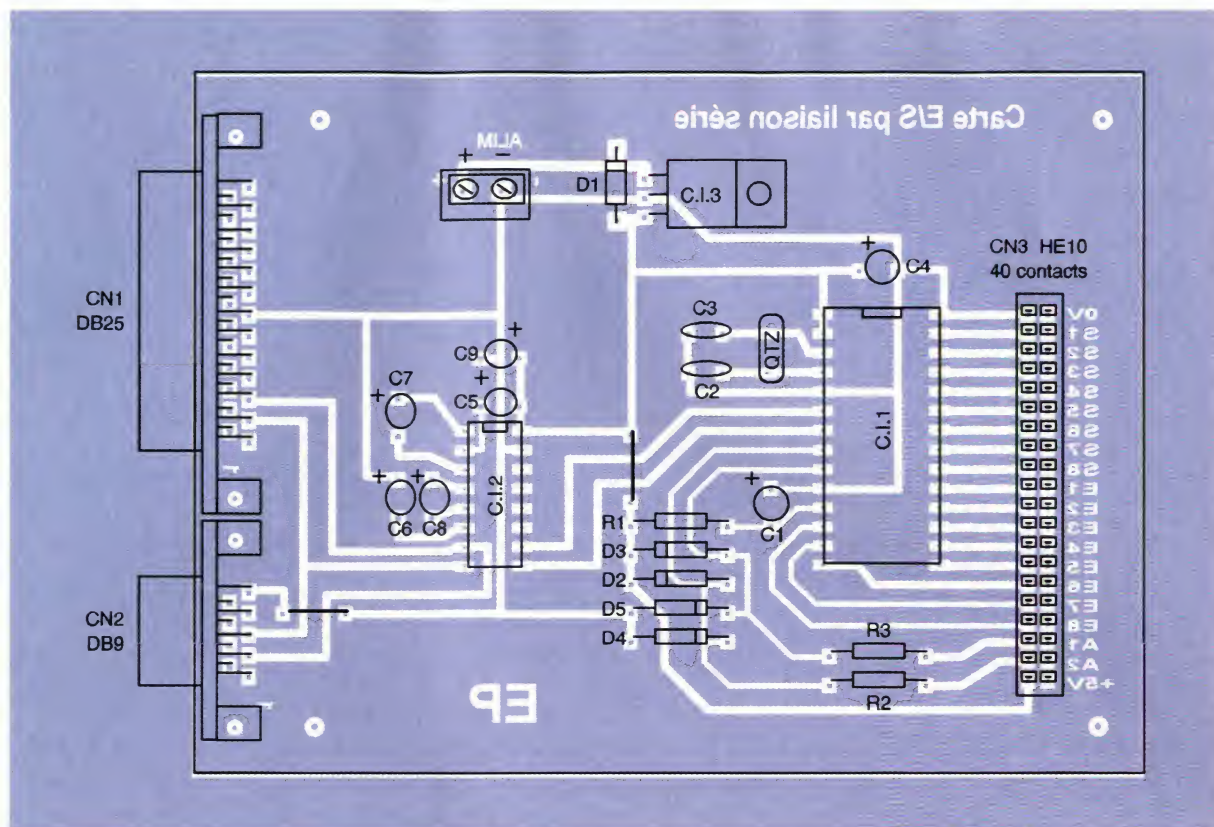 Carte E/S par liaison série
ALIM
+ −
D1
C.I.3
+
C4
CN3 HE10
40 contacts
CN1
DB25
C3
QTZ
C2
C9
+
C7
+
C5
+
C.I.2
C.I.1
+
C6
+
C8
+
C1
R1
D3
D2
D5
D4
R3
R2
CN2
DB9
0V
S1
S2
S3
S4
S5
S6
S7
S8
E1
E2
E3
E4
E5
E6
E7
E8
A1
A2
+5V
1
EP